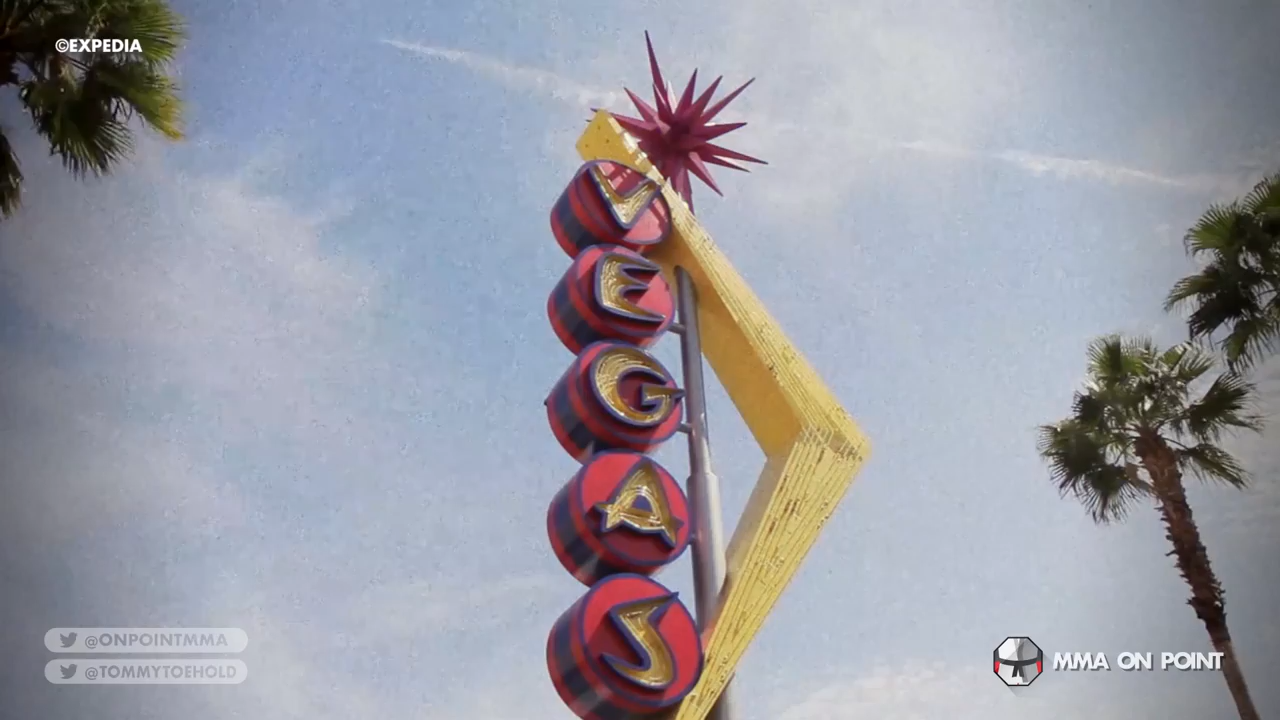 ©EXPEDIA
VEGAS
@ONPOINTMMA
@TOMMYTOEHOLD
MMA ON POINT